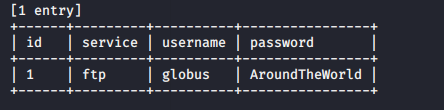 [1 entry]
+----+---------+----------+----------------+
| id | service | username | password       |
+----+---------+----------+----------------+
| 1  | ftp     | globus   | AroundTheWorld |
+----+---------+----------+----------------+